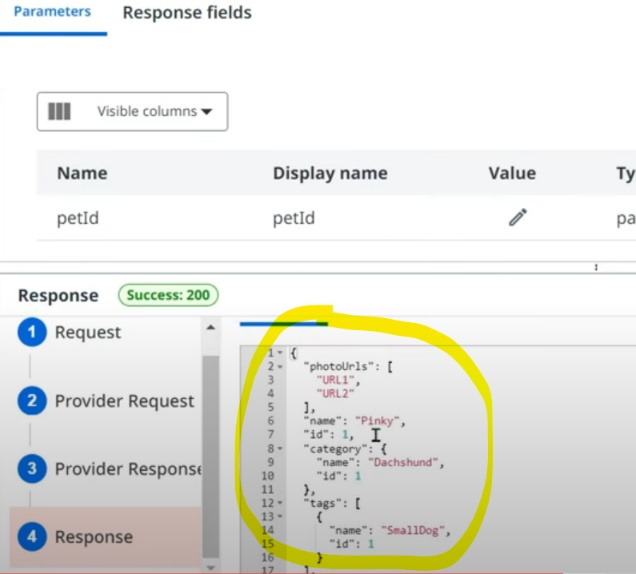 Parameters Response fields
Visible columns
Name Display name Value Ty
petId petId pa
Response Success: 200
1 Request
2 Provider Request
3 Provider Response
4 Response
1 {
2 "photoUrls": [
3 "URL1",
4 "URL2"
5 ],
6 "name": "Pinky",
7 "id": 1,
8 "category": {
9 "name": "Dachshund",
10 "id": 1
11 },
12 "tags": [
13 {
14 "name": "SmallDog",
15 "id": 1
16 }
17 ],